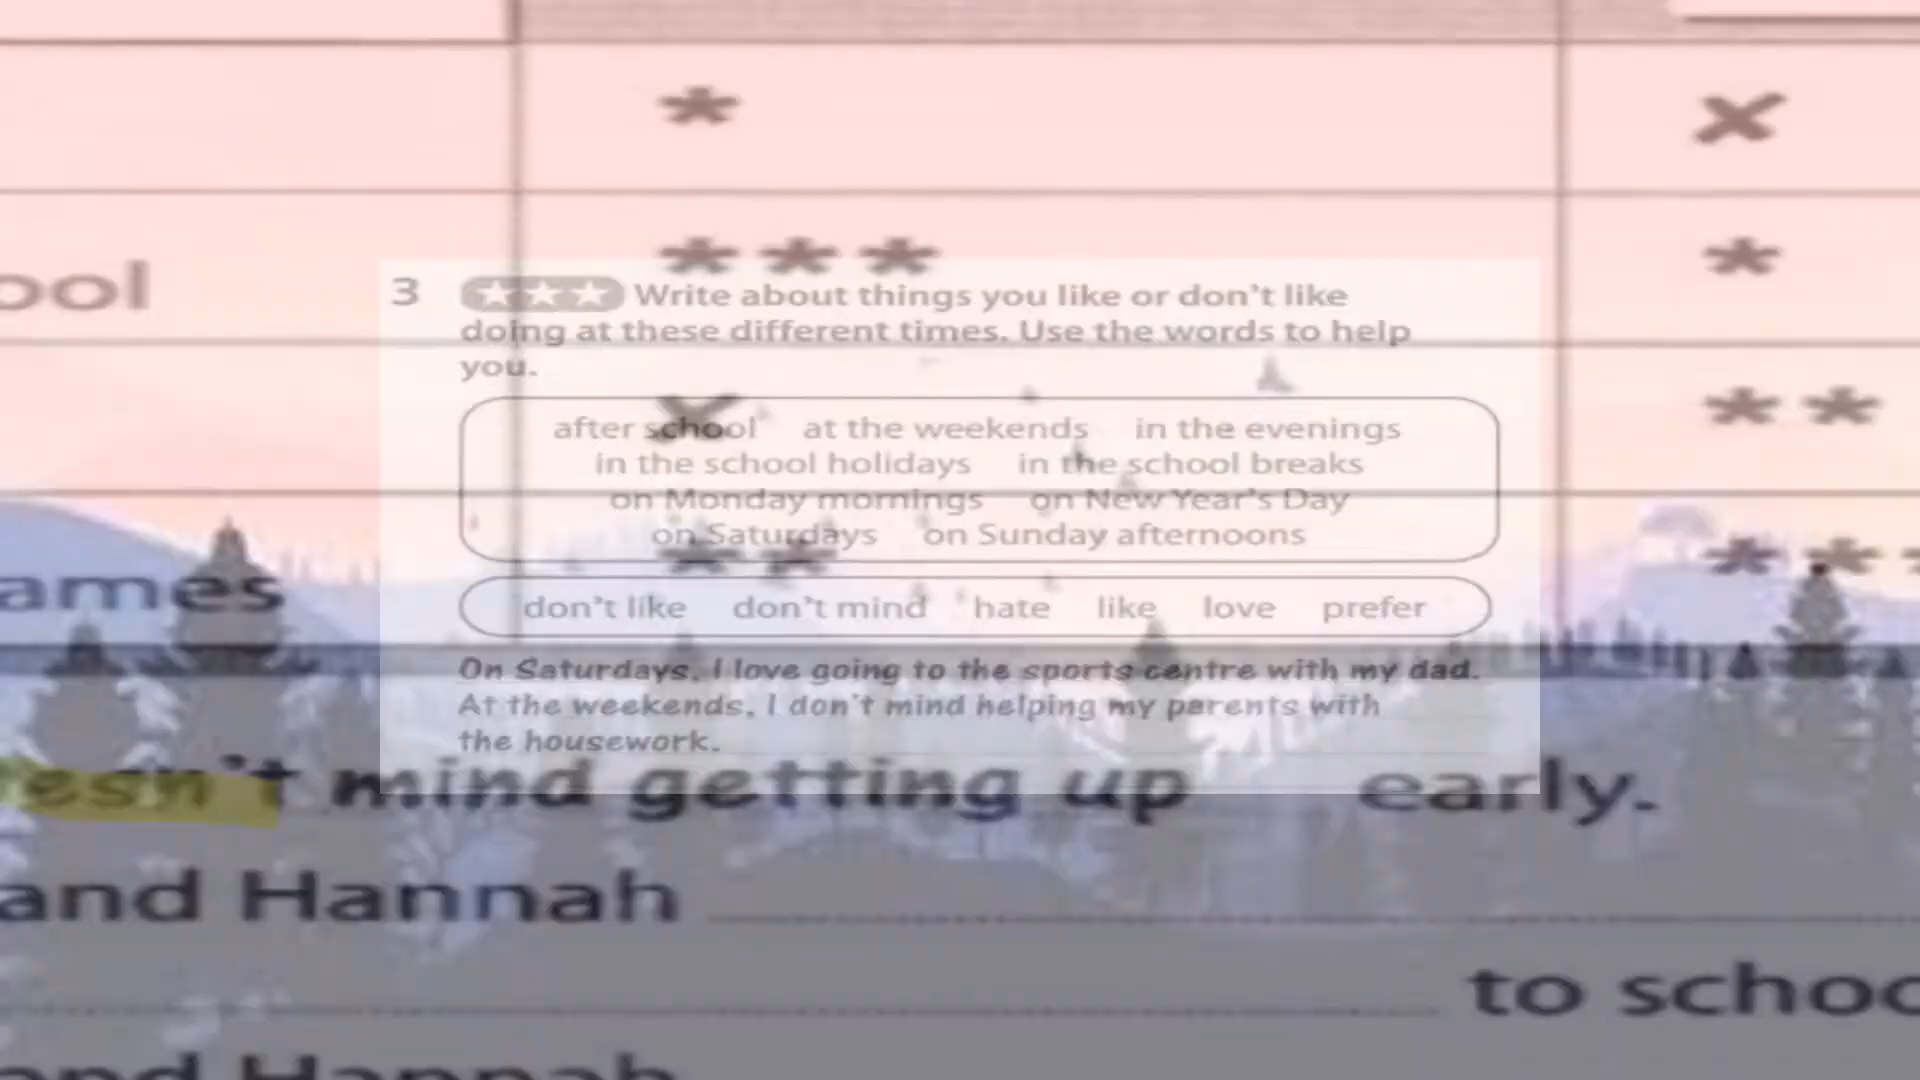 ool
3 Write about things you like or don't like
doing at these different times. Use the words to help
you.
after school at the weekends in the evenings
in the school holidays in the school breaks
on Monday mornings on New Year's Day
on Saturdays on Sunday afternoons
ames
don't like don't mind hate like love prefer
On Saturdays, I love going to the sports centre with my dad.
At the weekends, I don't mind helping my parents with
the housework.
esn't mind getting up early.
and Hannah
to schoo
and Hannah